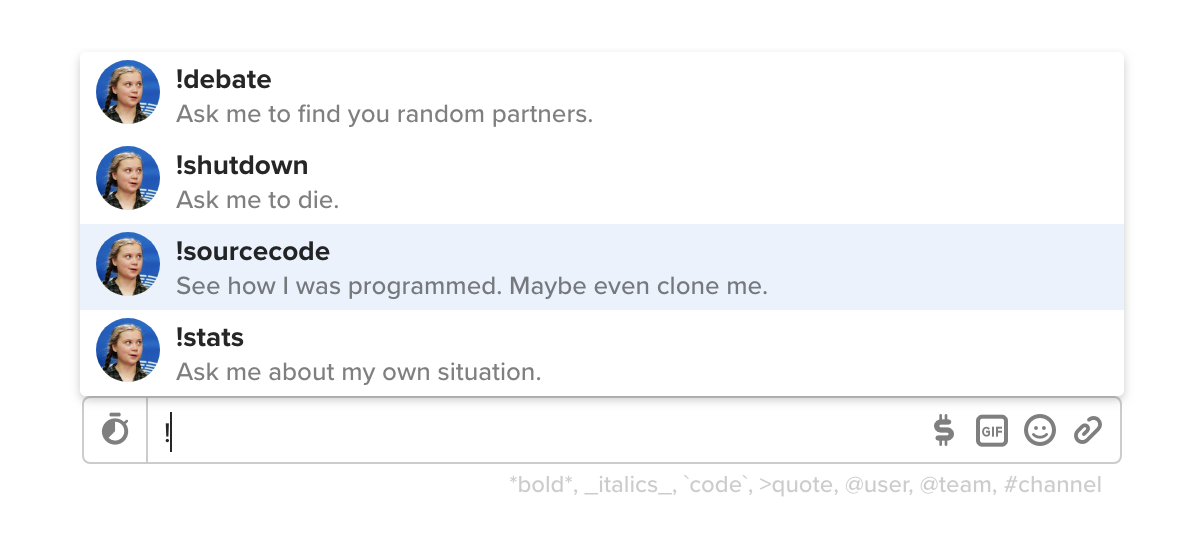 !debate
Ask me to find you random partners.
!shutdown
Ask me to die.
!sourcecode
See how I was programmed. Maybe even clone me.
!stats
Ask me about my own situation.
!
GIF
*bold*, _italics_, `code`, >quote, @user, @team, #channel